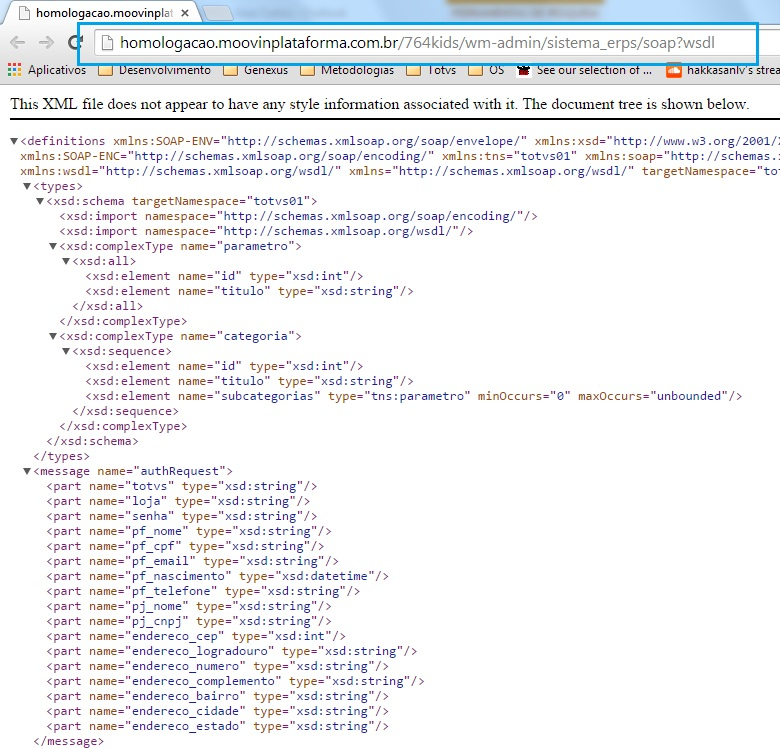 homologacao.moovinplat
homologacao.moovinplataforma.com.br/764kids/wm-admin/sistema_erps/soap?wsdl
Aplicativos Desenvolvimento Genexus Metodologias Totvs OS See our selection of ... hakkasanlv's strea
This XML file does not appear to have any style information associated with it. The document tree is shown below.
▼<definitions xmlns:SOAP-ENV="http://schemas.xmlsoap.org/soap/envelope/" xmlns:xsd="http://www.w3.org/2001/
xmlns:SOAP-ENC="http://schemas.xmlsoap.org/soap/encoding/" xmlns:tns="totvs01" xmlns:soap="http://schemas.x
xmlns:wsdl="http://schemas.xmlsoap.org/wsdl/" xmlns="http://schemas.xmlsoap.org/wsdl/" targetNamespace="tot
▼<types>
▼<xsd:schema targetNamespace="totvs01">
<xsd:import namespace="http://schemas.xmlsoap.org/soap/encoding/"/>
<xsd:import namespace="http://schemas.xmlsoap.org/wsdl/"/>
▼<xsd:complexType name="parametro">
▼<xsd:all>
<xsd:element name="id" type="xsd:int"/>
<xsd:element name="titulo" type="xsd:string"/>
</xsd:all>
</xsd:complexType>
▼<xsd:complexType name="categoria">
▼<xsd:sequence>
<xsd:element name="id" type="xsd:int"/>
<xsd:element name="titulo" type="xsd:string"/>
<xsd:element name="subcategorias" type="tns:parametro" minOccurs="0" maxOccurs="unbounded"/>
</xsd:sequence>
</xsd:complexType>
</xsd:schema>
</types>
▼<message name="authRequest">
<part name="totvs" type="xsd:string"/>
<part name="loja" type="xsd:string"/>
<part name="senha" type="xsd:string"/>
<part name="pf_nome" type="xsd:string"/>
<part name="pf_cpf" type="xsd:string"/>
<part name="pf_email" type="xsd:string"/>
<part name="pf_nascimento" type="xsd:datetime"/>
<part name="pf_telefone" type="xsd:string"/>
<part name="pj_nome" type="xsd:string"/>
<part name="pj_cnpj" type="xsd:string"/>
<part name="endereco_cep" type="xsd:int"/>
<part name="endereco_logradouro" type="xsd:string"/>
<part name="endereco_numero" type="xsd:string"/>
<part name="endereco_complemento" type="xsd:string"/>
<part name="endereco_bairro" type="xsd:string"/>
<part name="endereco_cidade" type="xsd:string"/>
<part name="endereco_estado" type="xsd:string"/>
</message>